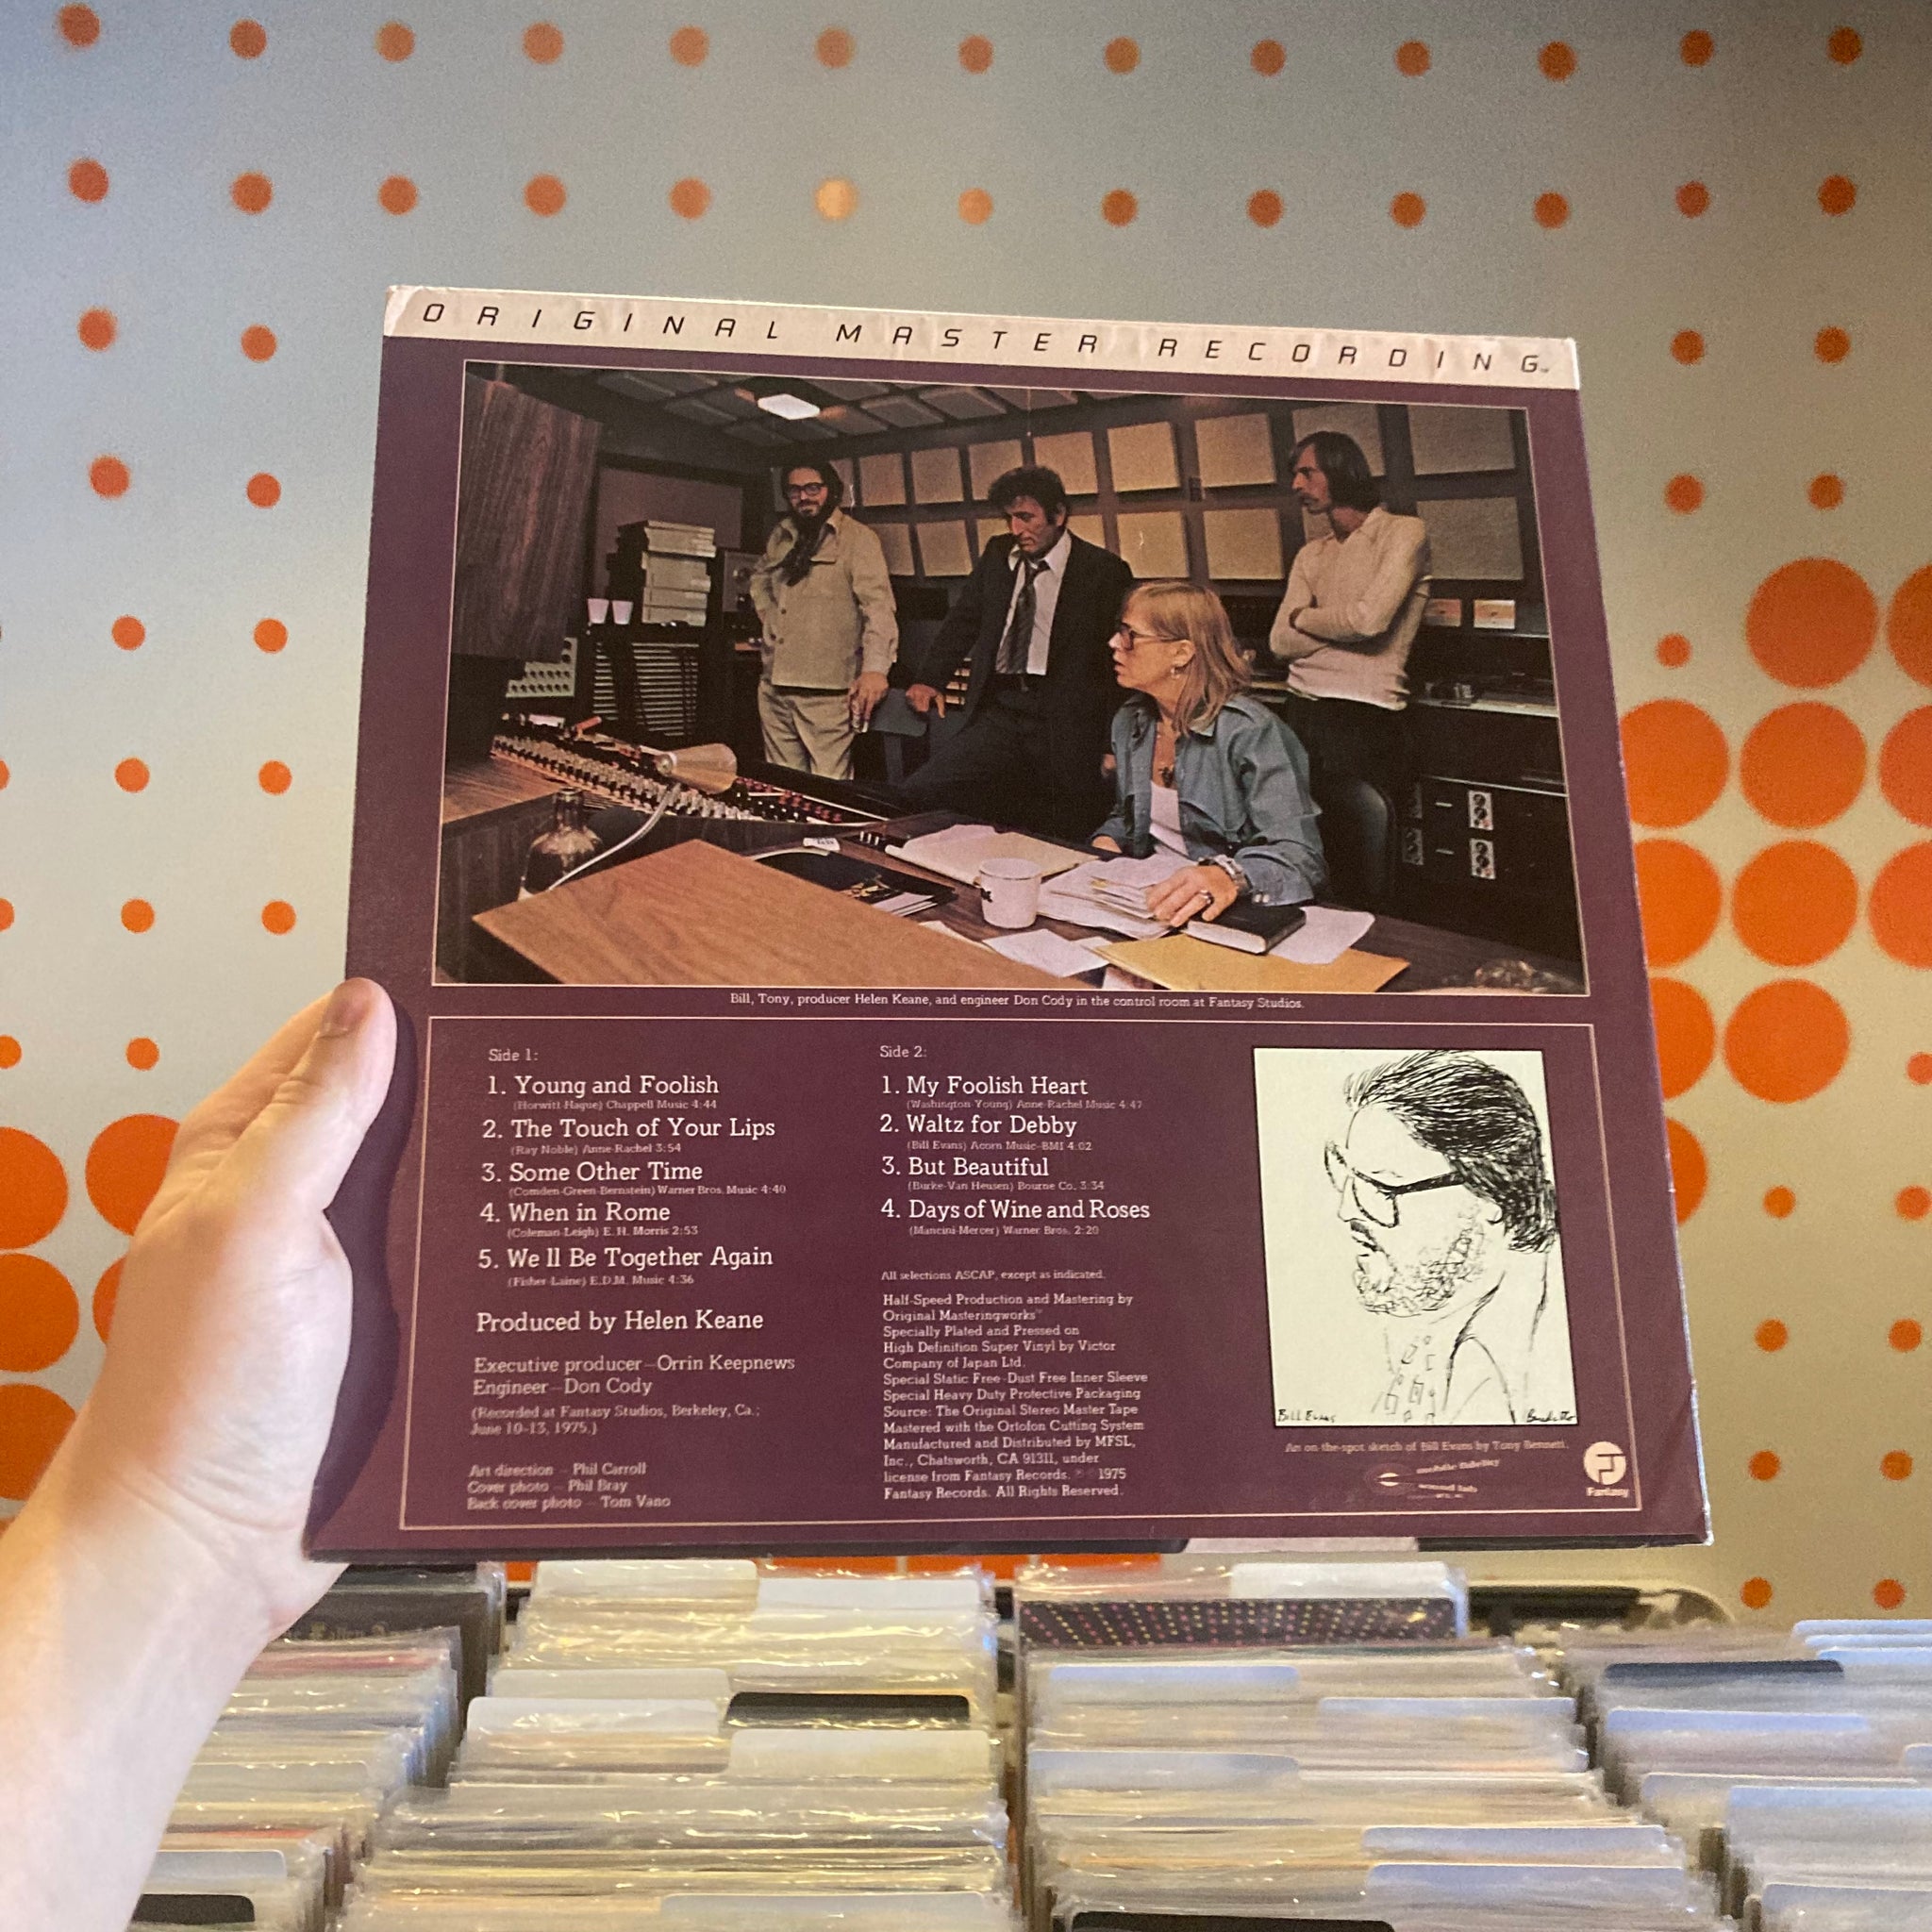 ORIGINAL MASTER RECORDING™
Bill, Tony, producer Helen Keane, and engineer Don Cody in the control room at Fantasy Studios.
Side 1:
1. Young and Foolish
(Horwitt-Hague) Chappell Music 4:44
2. The Touch of Your Lips
(Ray Noble) Anne-Rachel 3:54
3. Some Other Time
(Comden-Green-Bernstein) Warner Bros. Music 4:40
4. When in Rome
(Coleman-Leigh) E.H. Morris 2:53
5. We ll Be Together Again
(Fisher-Laine) E.D.M. Music 4:36
Produced by Helen Keane
Executive producer—Orrin Keepnews
Engineer—Don Cody
(Recorded at Fantasy Studios, Berkeley, Ca.;
June 10-13, 1975.)
Art direction — Phil Carroll
Cover photo — Phil Bray
Back cover photo — Tom Vano
Side 2:
1. My Foolish Heart
(Washington-Young) Anne-Rachel Music 4:47
2. Waltz for Debby
(Bill Evans) Acorn Music-BMI 4:02
3. But Beautiful
(Burke-Van Heusen) Bourne Co. 3:34
4. Days of Wine and Roses
(Mancini-Mercer) Warner Bros. 2:20
All selections ASCAP, except as indicated.
Half-Speed Production and Mastering by
Original Masteringworks™
Specially Plated and Pressed on
High Definition Super Vinyl by Victor
Company of Japan Ltd.
Special Static Free-Dust Free Inner Sleeve
Special Heavy Duty Protective Packaging
Source: The Original Stereo Master Tape
Mastered with the Ortofon Cutting System
Manufactured and Distributed by MFSL,
Inc., Chatsworth, CA 91311, under
license from Fantasy Records. ℗ © 1975
Fantasy Records. All Rights Reserved.
Bill Evans
Benedetto
An on-the-spot sketch of Bill Evans by Tony Bennett.
mobile fidelity
sound lab
Fantasy